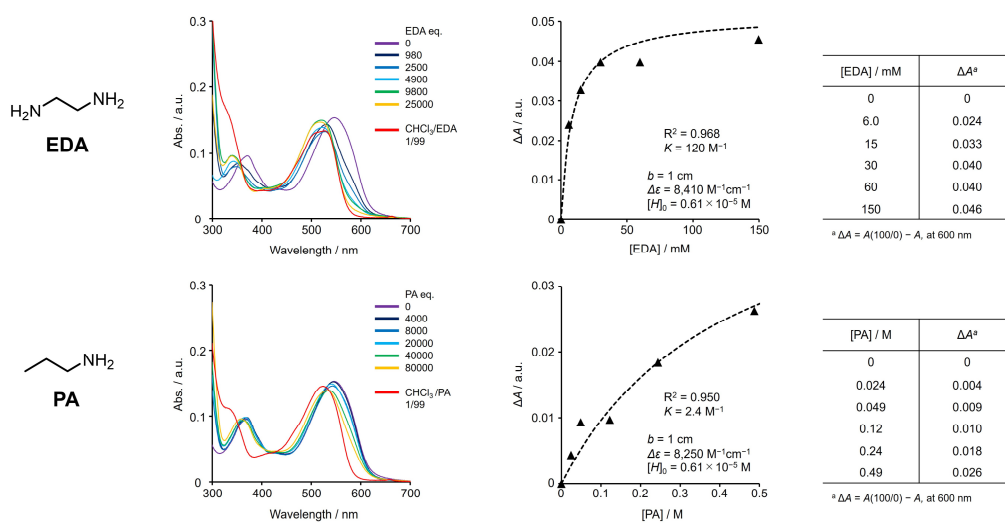 H₂N
NH₂
EDA
Abs. / a.u.
0.3
0.2
0.1
0
300
400
500
600
700
Wavelength / nm
EDA eq.
0
980
2500
4900
9800
25000
CHCl₃/EDA
1/99
ΔA / a.u.
0.05
0.04
0.03
0.02
0.01
0
0
50
100
150
[EDA] / mM
R² = 0.968
K = 120 M⁻¹
b = 1 cm
Δε = 8,410 M⁻¹cm⁻¹
[H]₀ = 0.61 × 10⁻⁵ M
[EDA] / mM ΔAᵃ
0 0
6.0 0.024
15 0.033
30 0.040
60 0.040
150 0.046
ᵃ ΔA = A(100/0) − A, at 600 nm
NH₂
PA
Abs. / a.u.
0.3
0.2
0.1
0
300
400
500
600
700
Wavelength / nm
PA eq.
0
4000
8000
20000
40000
80000
CHCl₃/PA
1/99
ΔA / a.u.
0.03
0.02
0.01
0
0
0.1
0.2
0.3
0.4
0.5
[PA] / M
R² = 0.950
K = 2.4 M⁻¹
b = 1 cm
Δε = 8,250 M⁻¹cm⁻¹
[H]₀ = 0.61 × 10⁻⁵ M
[PA] / M ΔAᵃ
0 0
0.024 0.004
0.049 0.009
0.12 0.010
0.24 0.018
0.49 0.026
ᵃ ΔA = A(100/0) − A, at 600 nm